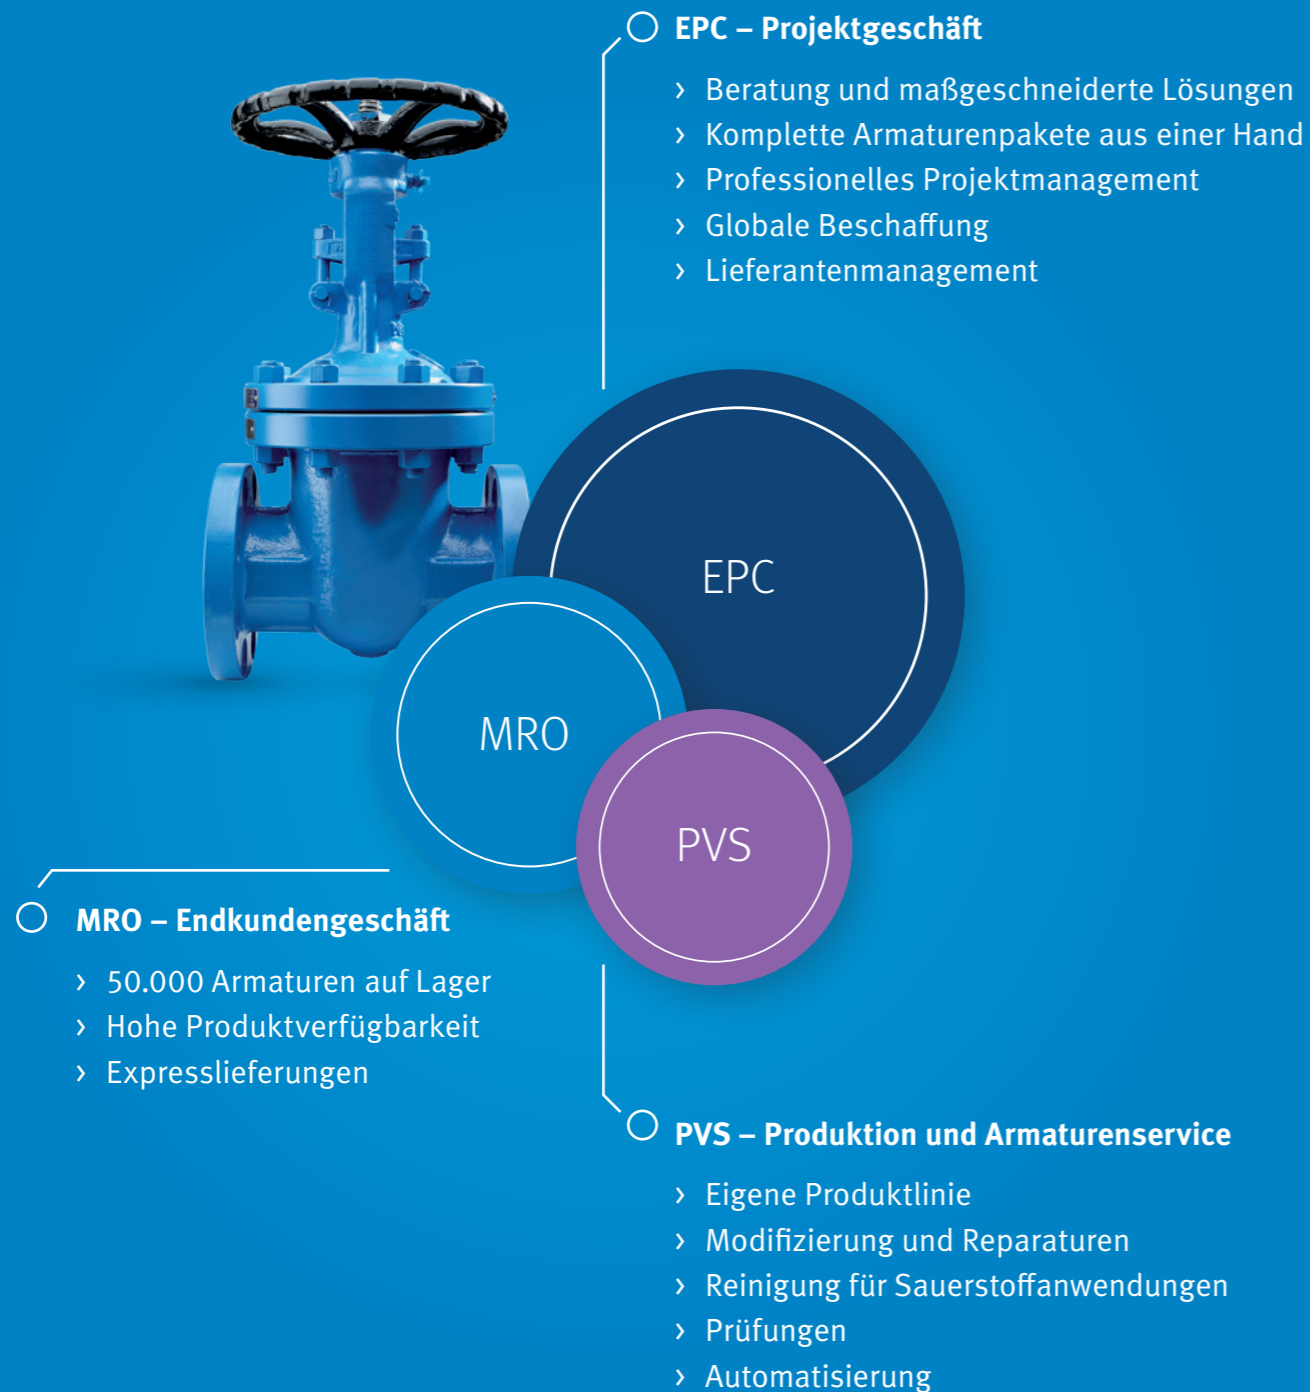 EPC – Projektgeschäft
› Beratung und maßgeschneiderte Lösungen
› Komplette Armaturenpakete aus einer Hand
› Professionelles Projektmanagement
› Globale Beschaffung
› Lieferantenmanagement
EPC
MRO
PVS
MRO – Endkundengeschäft
› 50.000 Armaturen auf Lager
› Hohe Produktverfügbarkeit
› Expresslieferungen
PVS – Produktion und Armaturenservice
› Eigene Produktlinie
› Modifizierung und Reparaturen
› Reinigung für Sauerstoffanwendungen
› Prüfungen
› Automatisierung